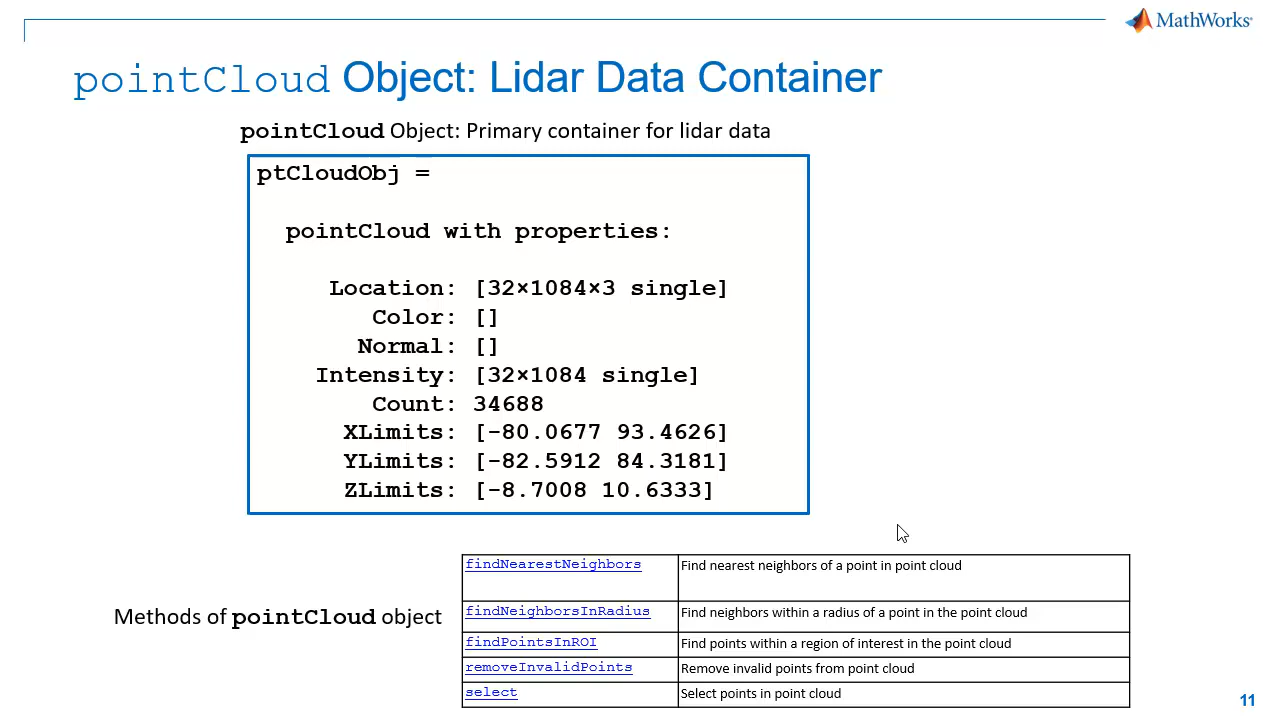 MathWorks®
pointCloud Object: Lidar Data Container
pointCloud Object: Primary container for lidar data
ptCloudObj =
pointCloud with properties:
Location: [32×1084×3 single]
Color: []
Normal: []
Intensity: [32×1084 single]
Count: 34688
XLimits: [-80.0677 93.4626]
YLimits: [-82.5912 84.3181]
ZLimits: [-8.7008 10.6333]
Methods of pointCloud object
findNearestNeighbors Find nearest neighbors of a point in point cloud
findNeighborsInRadius Find neighbors within a radius of a point in the point cloud
findPointsInROI Find points within a region of interest in the point cloud
removeInvalidPoints Remove invalid points from point cloud
select Select points in point cloud
11